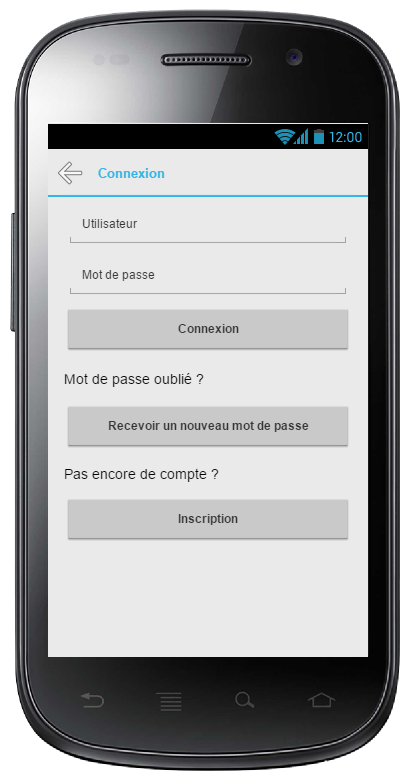 12:00
Connexion
Utilisateur
Mot de passe
Connexion
Mot de passe oublié ?
Recevoir un nouveau mot de passe
Pas encore de compte ?
Inscription